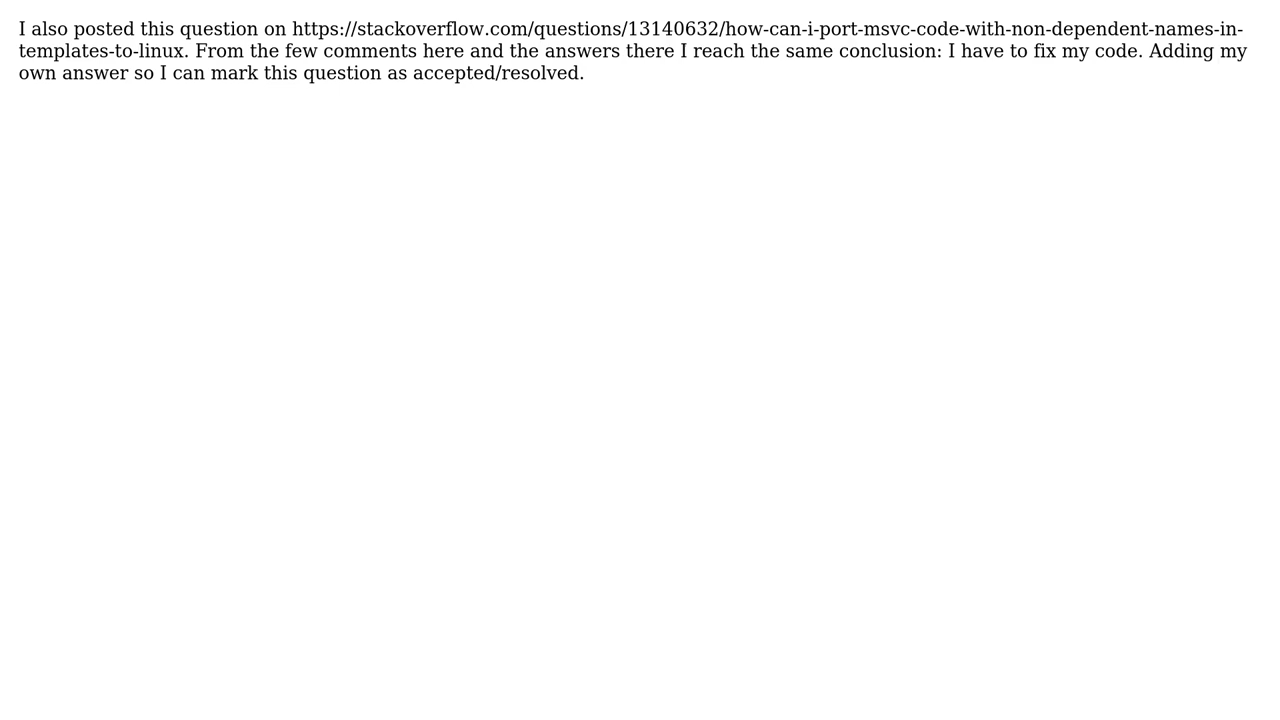 I also posted this question on https://stackoverflow.com/questions/13140632/how-can-i-port-msvc-code-with-non-dependent-names-in-
templates-to-linux. From the few comments here and the answers there I reach the same conclusion: I have to fix my code. Adding my
own answer so I can mark this question as accepted/resolved.